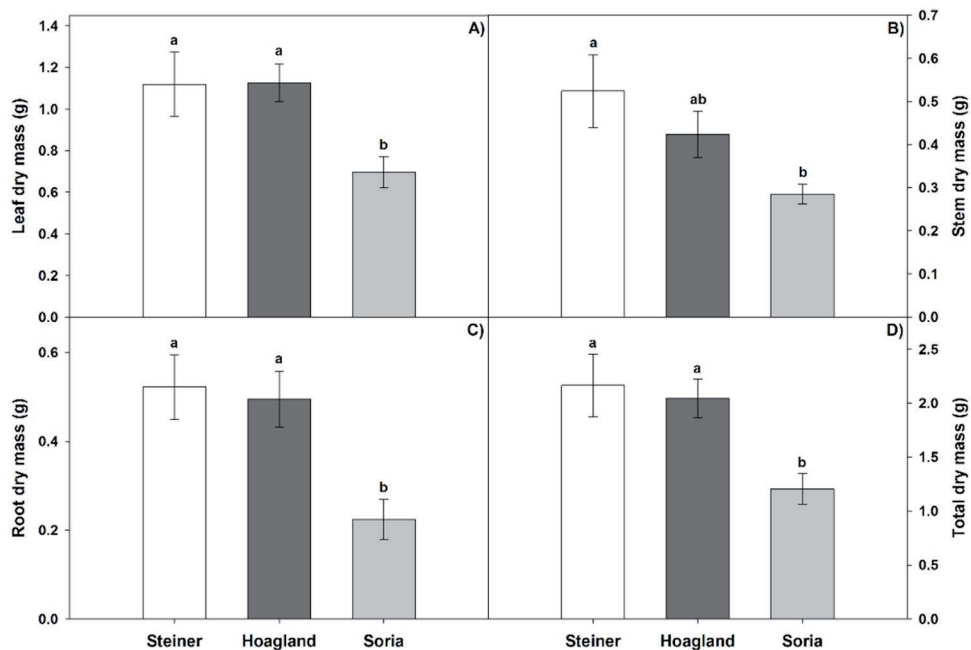 A)
Leaf dry mass (g)
1.4
1.2
1.0
0.8
0.6
0.4
0.2
0.0
a
a
b
B)
Stem dry mass (g)
0.7
0.6
0.5
0.4
0.3
0.2
0.1
0.0
a
ab
b
C)
Root dry mass (g)
0.6
0.4
0.2
0.0
a
a
b
Steiner Hoagland Soria
D)
Total dry mass (g)
2.5
2.0
1.5
1.0
0.5
0.0
a
a
b
Steiner Hoagland Soria